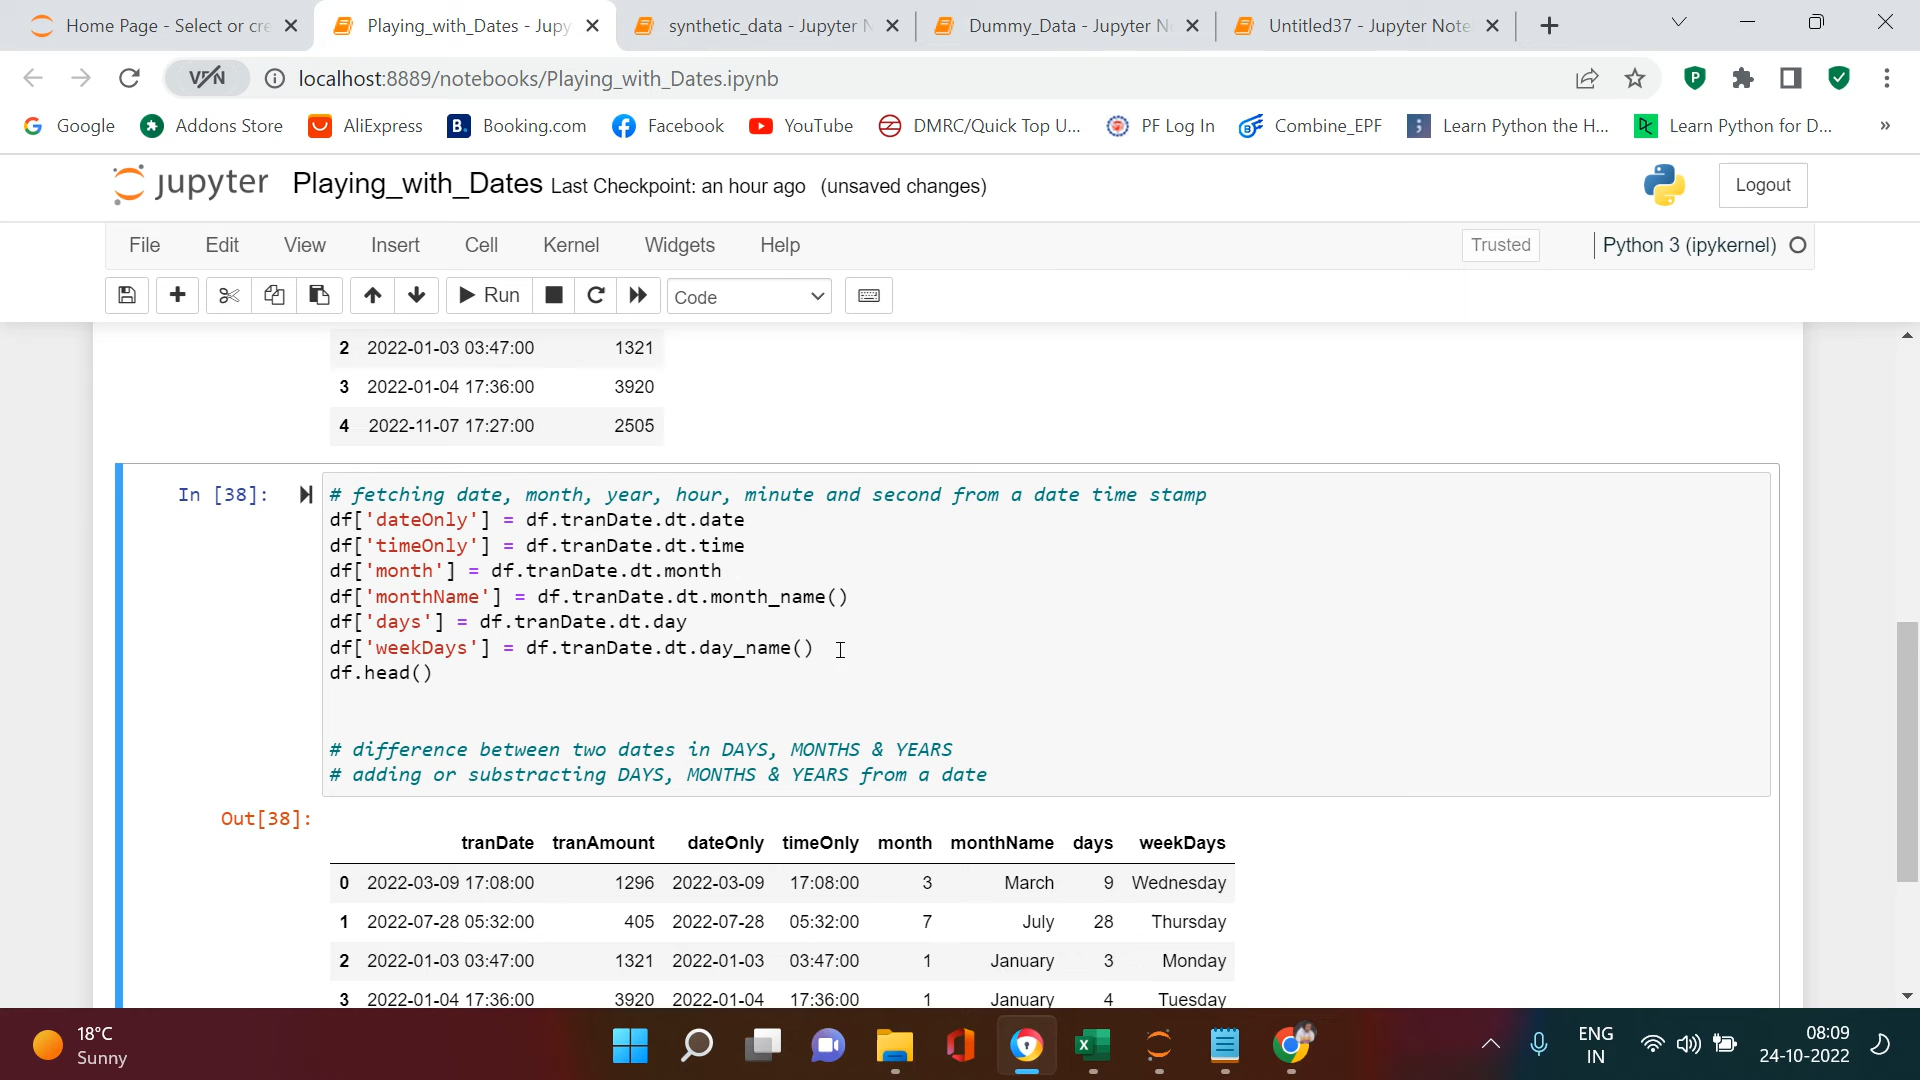 Home Page - Select or cre
Playing_with_Dates - Jupy
synthetic_data - Jupyter N
Dummy_Data - Jupyter No
Untitled37 - Jupyter Note
VPN
localhost:8889/notebooks/Playing_with_Dates.ipynb
Google
Addons Store
AliExpress
Booking.com
Facebook
YouTube
DMRC/Quick Top U...
PF Log In
Combine_EPF
Learn Python the H...
Learn Python for D...
»
jupyter Playing_with_Dates Last Checkpoint: an hour ago (unsaved changes)
Logout
File Edit View Insert Cell Kernel Widgets Help
Trusted
Python 3 (ipykernel)
Run
Code
2 2022-01-03 03:47:00 1321
3 2022-01-04 17:36:00 3920
4 2022-11-07 17:27:00 2505
In [38]:
# fetching date, month, year, hour, minute and second from a date time stamp
df['dateOnly'] = df.tranDate.dt.date
df['timeOnly'] = df.tranDate.dt.time
df['month'] = df.tranDate.dt.month
df['monthName'] = df.tranDate.dt.month_name()
df['days'] = df.tranDate.dt.day
df['weekDays'] = df.tranDate.dt.day_name()
df.head()
# difference between two dates in DAYS, MONTHS & YEARS
# adding or substracting DAYS, MONTHS & YEARS from a date
Out[38]:
tranDate tranAmount dateOnly timeOnly month monthName days weekDays
0 2022-03-09 17:08:00 1296 2022-03-09 17:08:00 3 March 9 Wednesday
1 2022-07-28 05:32:00 405 2022-07-28 05:32:00 7 July 28 Thursday
2 2022-01-03 03:47:00 1321 2022-01-03 03:47:00 1 January 3 Monday
3 2022-01-04 17:36:00 3920 2022-01-04 17:36:00 1 January 4 Tuesday
18°C
Sunny
ENG
IN
08:09
24-10-2022